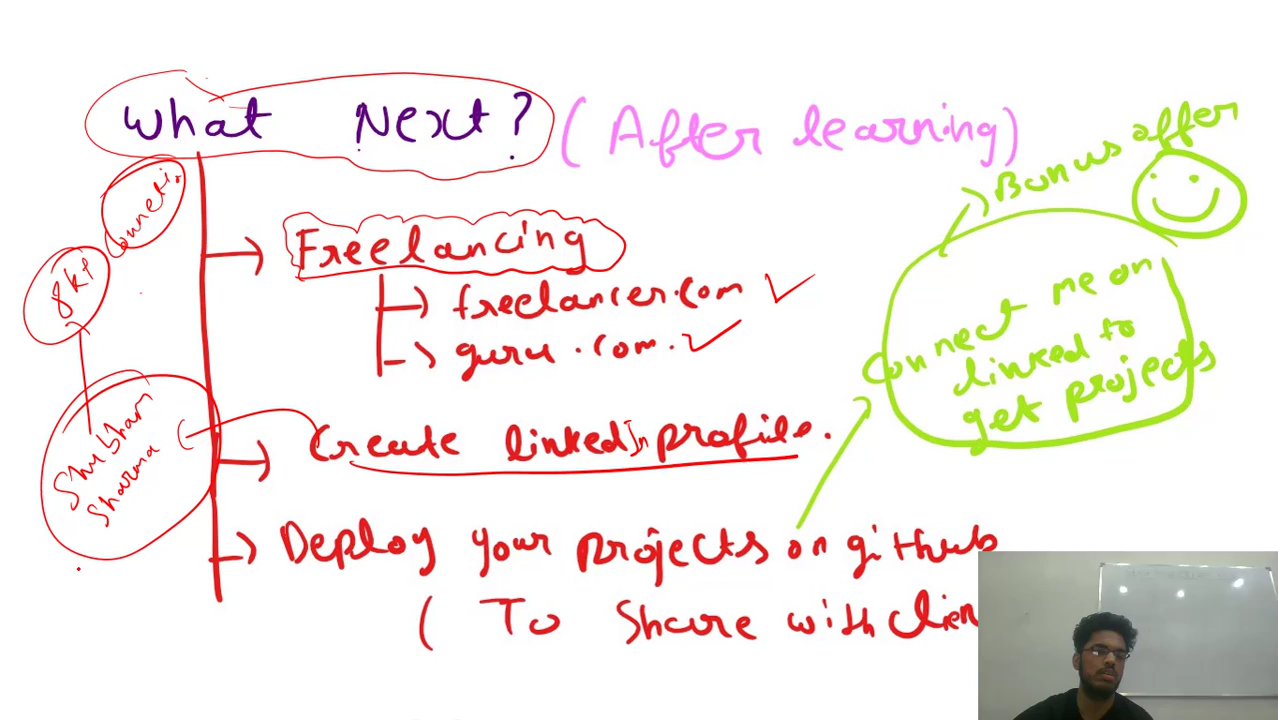 What Next? (After learning)
Bonus offer
Freelancing
freelancer.com
guru.com.
Connect me on
linked to
get projects
8k+
Shubham
Sharma
Create linkedIn profile.
Deploy your projects on github
( To Share with clien